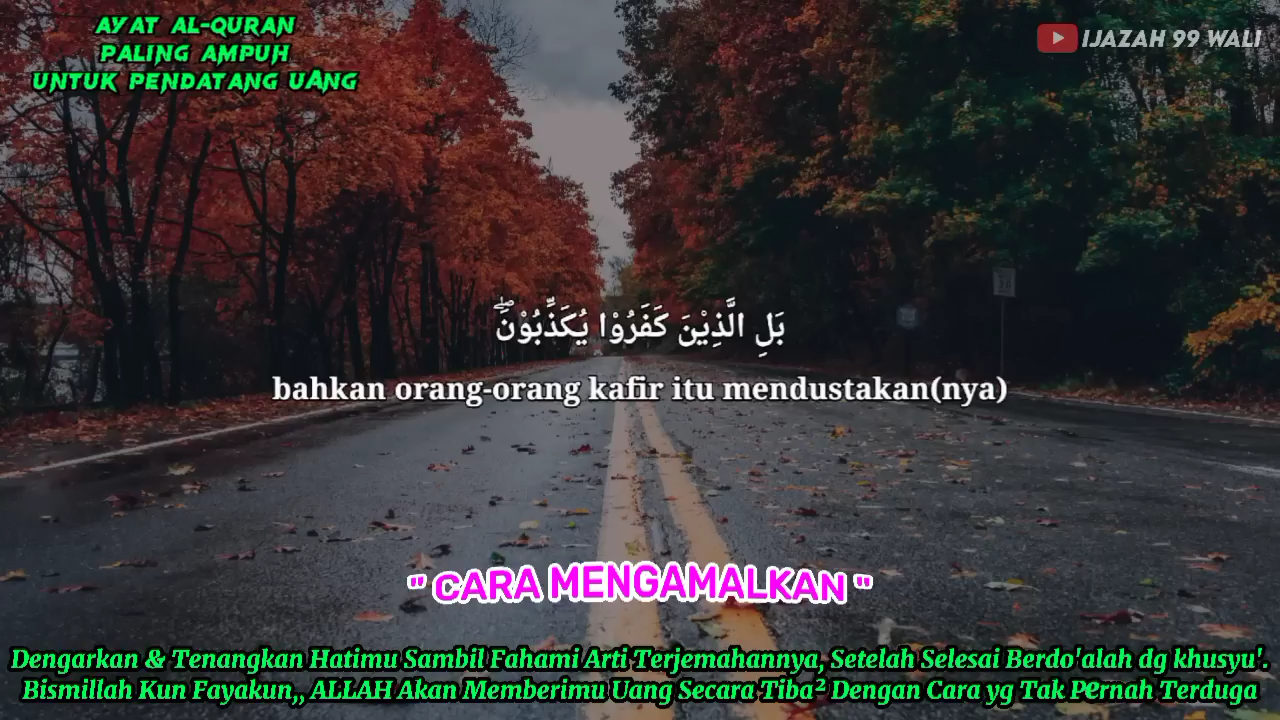 AYAT AL-QURAN
PALING AMPUH
UNTUK PENDATANG UANG
IJAZAH 99 WALI
بَلِ الَّذِيْنَ كَفَرُوْا يُكَذِّبُوْنَۖ
bahkan orang-orang kafir itu mendustakan(nya)
" CARA MENGAMALKAN "
Dengarkan & Tenangkan Hatimu Sambil Fahami Arti Terjemahannya, Setelah Selesai Berdo'alah dg khusyu'.
Bismillah Kun Fayakun,, ALLAH Akan Memberimu Uang Secara Tiba² Dengan Cara yg Tak Pernah Terduga